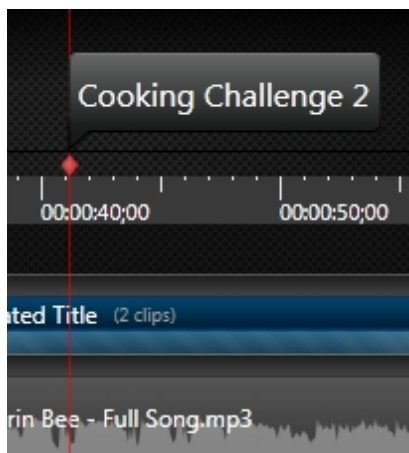 Cooking Challenge 2
00:00:40;00 00:00:50;00
ated Title (2 clips)
rin Bee - Full Song.mp3